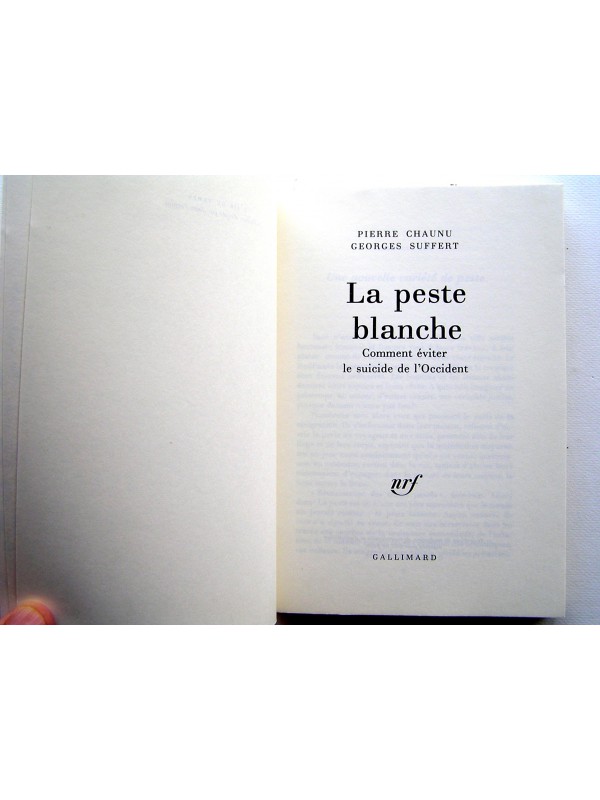 PIERRE CHAUNU
GEORGES SUFFERT
La peste
blanche
Comment éviter
le suicide de l'Occident
nrf
GALLIMARD